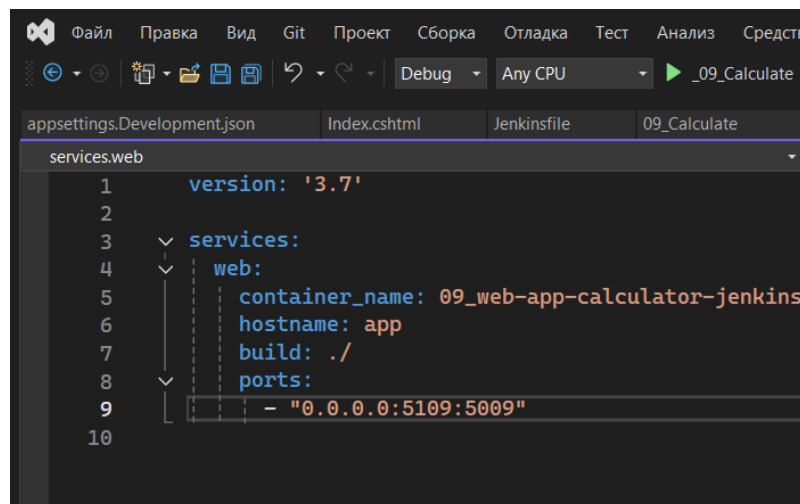 Файл Правка Вид Git Проект Сборка Отладка Тест Анализ
Debug Any CPU _09_Calculate
appsettings.Development.json Index.cshtml Jenkinsfile 09_Calculate
services.web
1 version: '3.7'
2
3 services:
4 web:
5 container_name: 09_web-app-calculator-jenkins
6 hostname: app
7 build: ./
8 ports:
9 - "0.0.0.0:5109:5009"
10